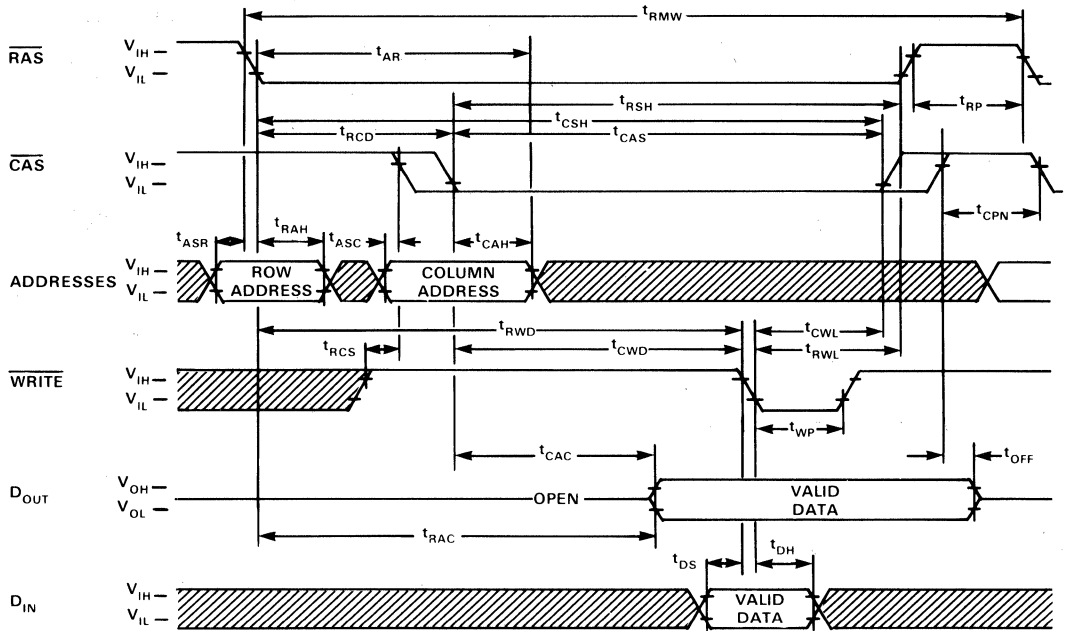 tRMW
RAS
VIH
VIL
tAR
tRSH
tRP
tCSH
tRCD
tCAS
CAS
VIH
VIL
tCPN
tASR
tRAH
tASC
tCAH
ADDRESSES
VIH
VIL
ROW
ADDRESS
COLUMN
ADDRESS
tRWD
tCWL
tRCS
tCWD
tRWL
WRITE
VIH
VIL
tWP
tCAC
tOFF
DOUT
VOH
VOL
OPEN
VALID
DATA
tRAC
tDS
tDH
DIN
VIH
VIL
VALID
DATA